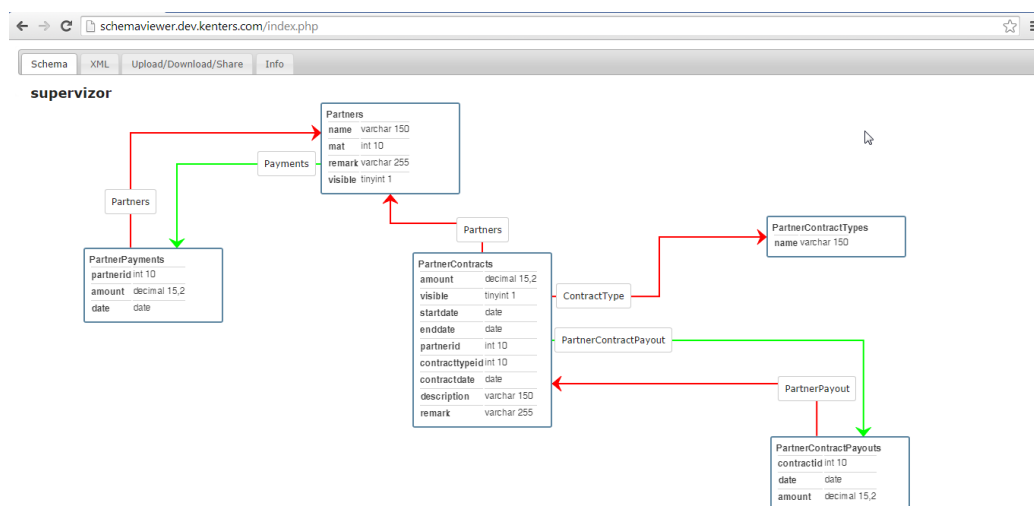 schemaviewer.dev.kenters.com/index.php
Schema XML Upload/Download/Share Info
supervizor
Partners
name varchar 150
mat int 10
remark varchar 255
visible tinyint 1
Payments
Partners
Partners
PartnerPayments
partnerid int 10
amount decimal 15,2
date date
PartnerContractTypes
name varchar 150
PartnerContracts
amount decimal 15,2
visible tinyint 1
startdate date
enddate date
partnerid int 10
contracttypeid int 10
contractdate date
description varchar 150
remark varchar 255
ContractType
PartnerContractPayout
PartnerPayout
PartnerContractPayouts
contractid int 10
date date
amount decimal 15,2